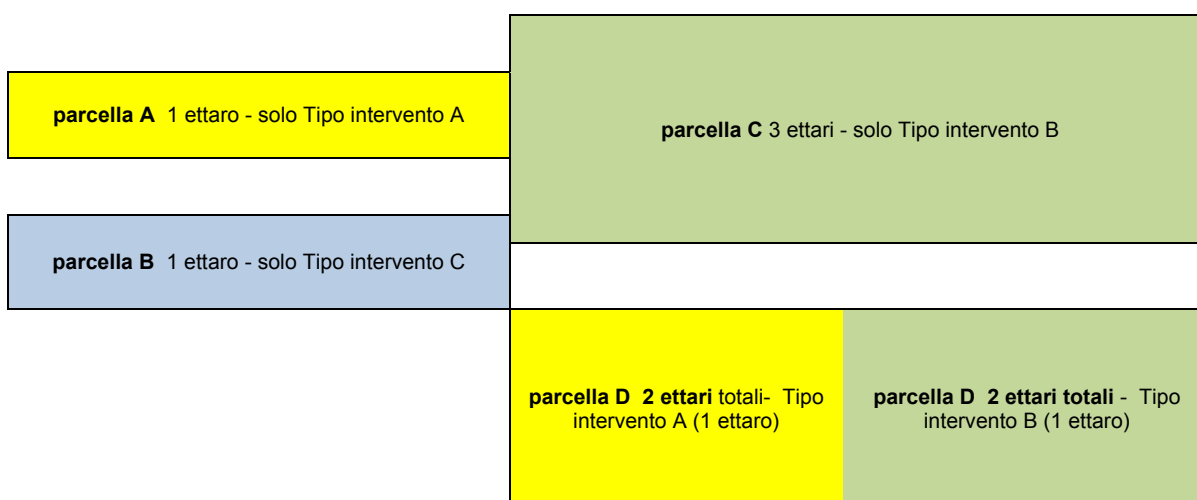 parcella A 1 ettaro - solo Tipo intervento A
parcella C 3 ettari - solo Tipo intervento B
parcella B 1 ettaro - solo Tipo intervento C
parcella D 2 ettari totali- Tipo
intervento A (1 ettaro)
parcella D 2 ettari totali - Tipo
intervento B (1 ettaro)